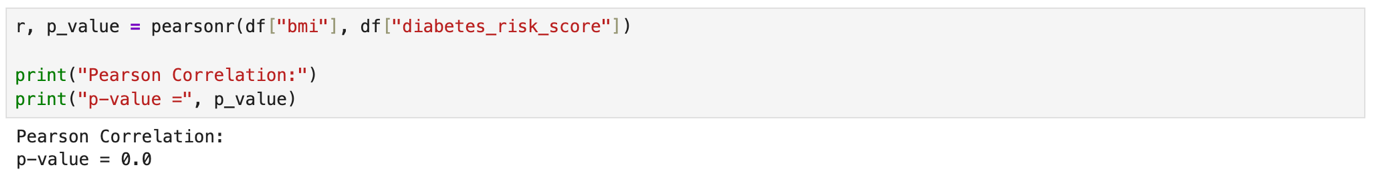 r, p_value = pearsonr(df["bmi"], df["diabetes_risk_score"])
print("Pearson Correlation:")
print("p-value =", p_value)
Pearson Correlation:
p-value = 0.0